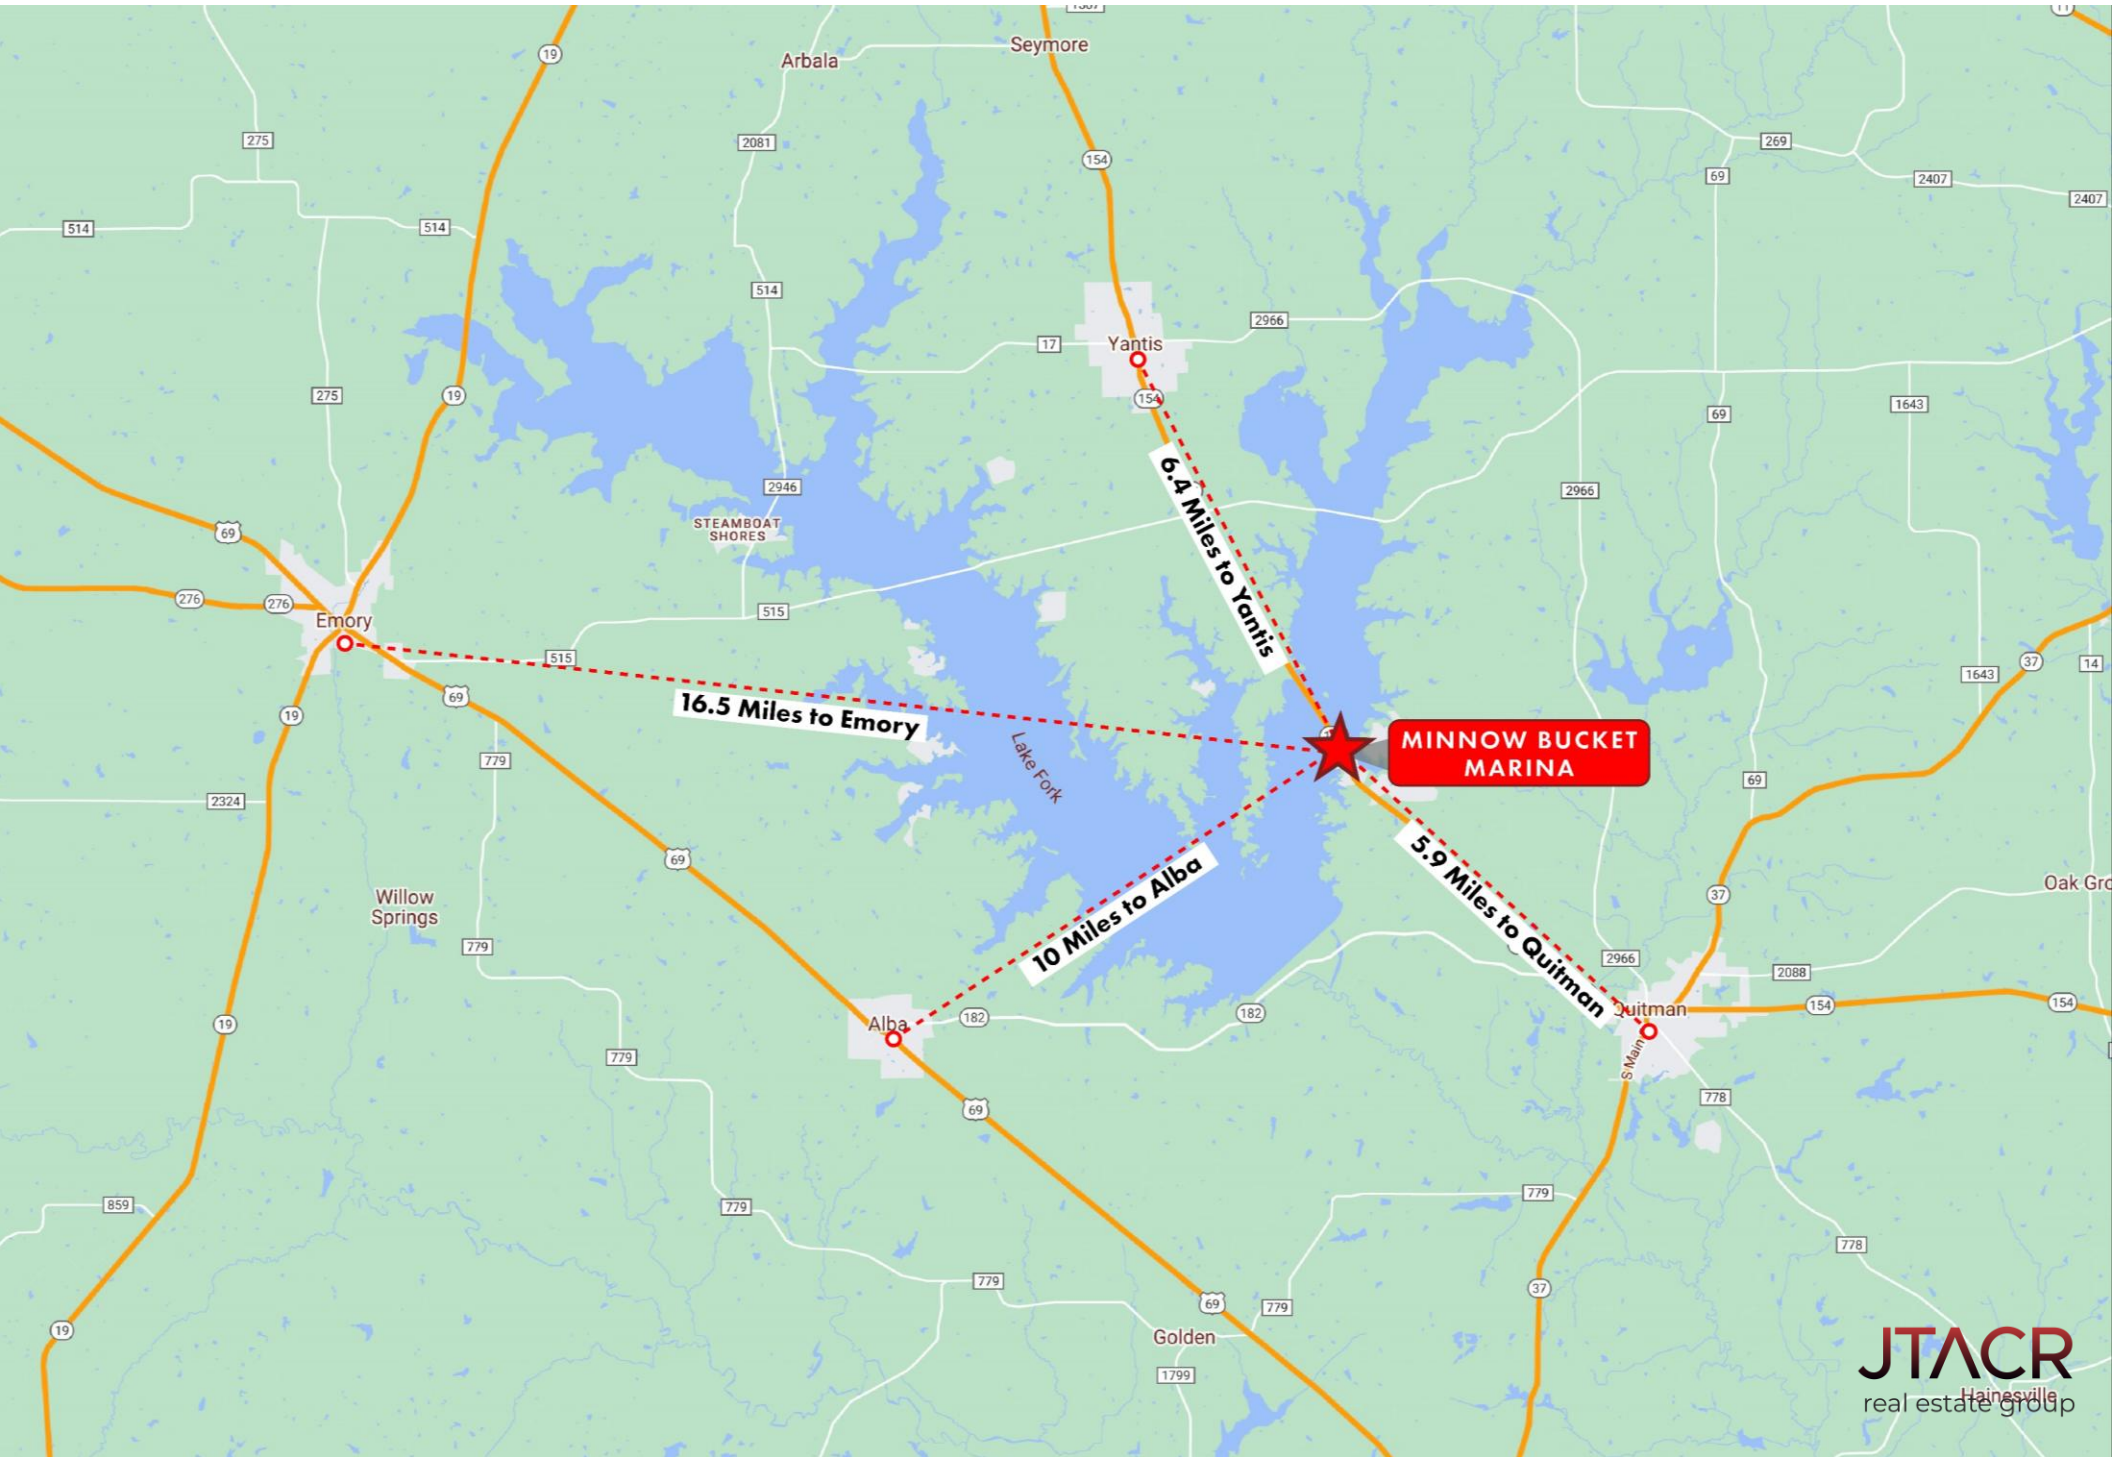 1567
11
19
Arbala
Seymore
275
2081
154
269
69
2407
2407
514
514
514
17
Yantis
2966
154
275
19
69
1643
2946
2966
STEAMBOAT
SHORES
6.4 Miles to Yantis
69
276
276
Emory
515
515
37
14
1643
69
19
16.5 Miles to Emory
Lake Fork
MINNOW BUCKET
MARINA
779
2324
69
69
5.9 Miles to Quitman
10 Miles to Alba
Willow
Springs
37
Oak Gro
779
2966
2088
19
Alba
182
182
Quitman
154
154
S Main
779
69
778
859
779
779
778
779
69
779
37
19
Golden
1799
JTACR
real estate group
Hainesville